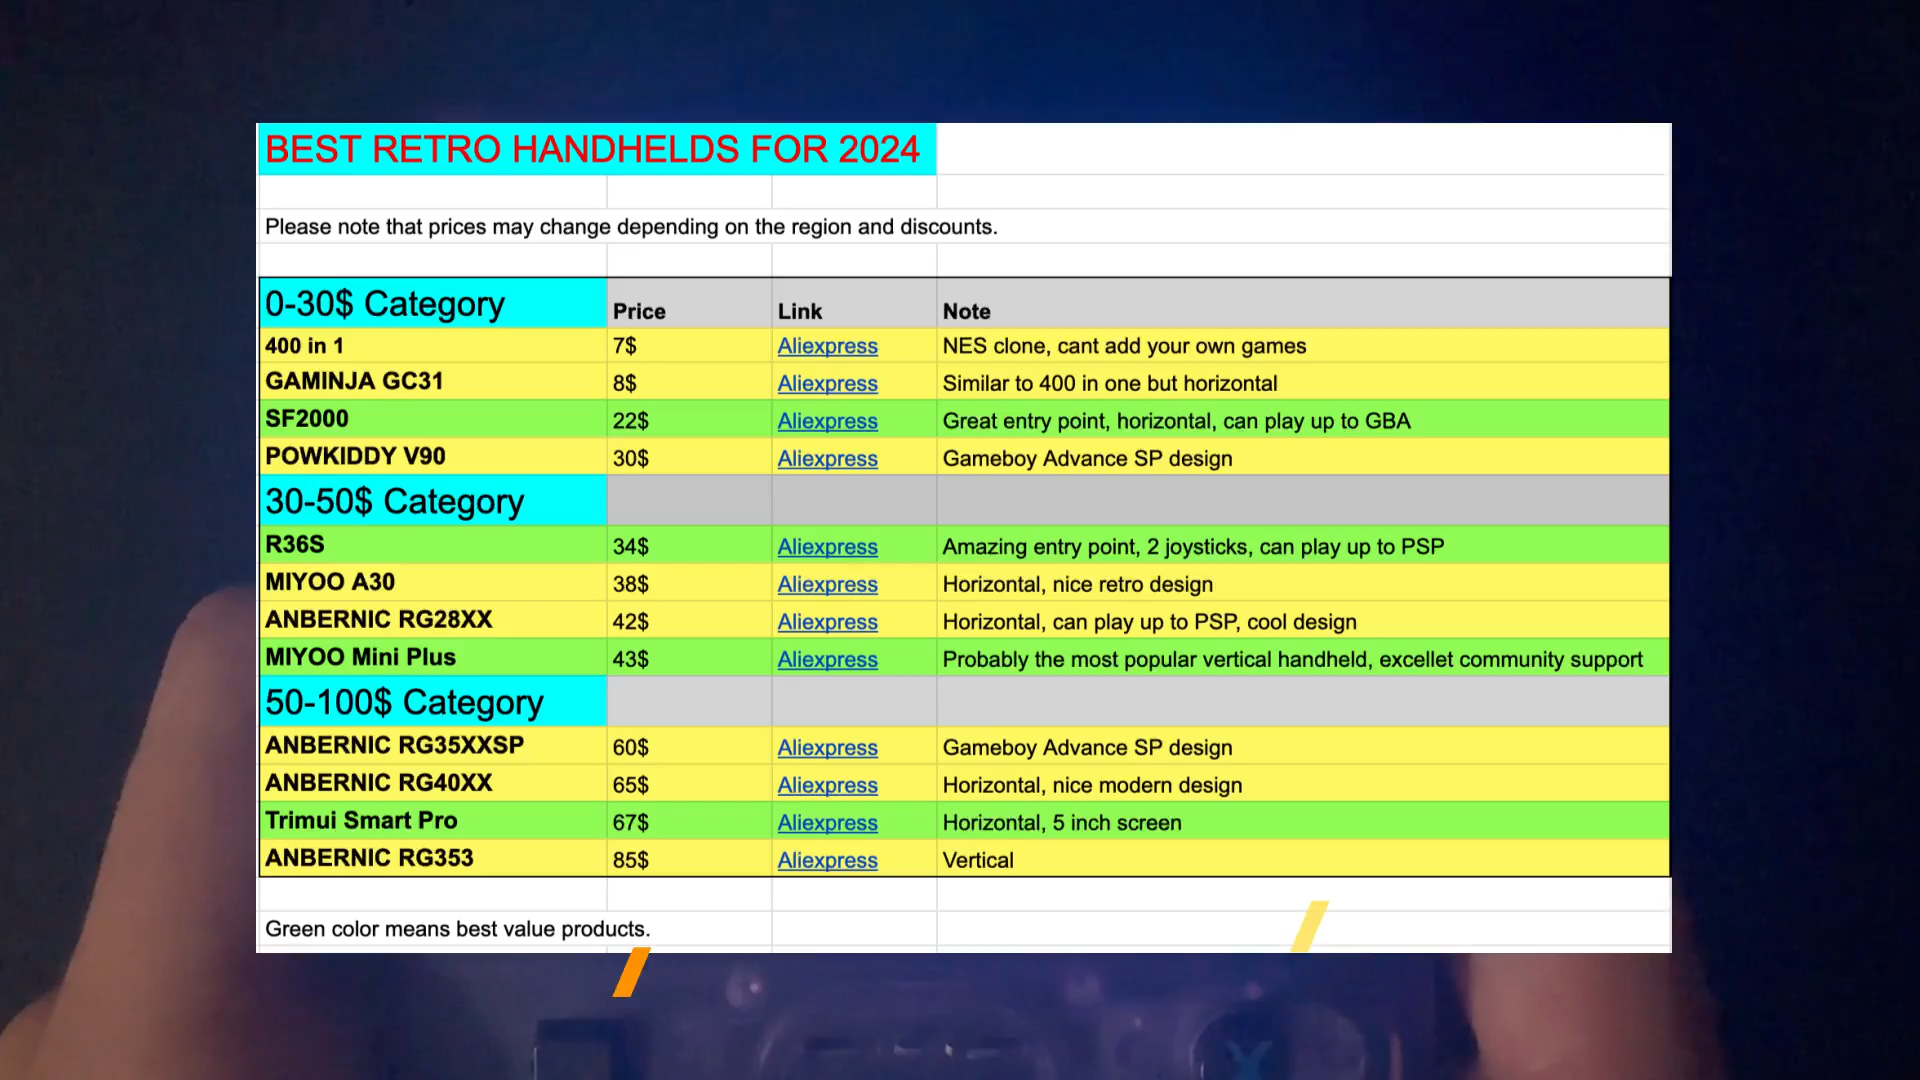 BEST RETRO HANDHELDS FOR 2024
Please note that prices may change depending on the region and discounts.
0-30$ Category Price Link Note
400 in 1 7$ Aliexpress NES clone, cant add your own games
GAMINJA GC31 8$ Aliexpress Similar to 400 in one but horizontal
SF2000 22$ Aliexpress Great entry point, horizontal, can play up to GBA
POWKIDDY V90 30$ Aliexpress Gameboy Advance SP design
30-50$ Category
R36S 34$ Aliexpress Amazing entry point, 2 joysticks, can play up to PSP
MIYOO A30 38$ Aliexpress Horizontal, nice retro design
ANBERNIC RG28XX 42$ Aliexpress Horizontal, can play up to PSP, cool design
MIYOO Mini Plus 43$ Aliexpress Probably the most popular vertical handheld, excellet community support
50-100$ Category
ANBERNIC RG35XXSP 60$ Aliexpress Gameboy Advance SP design
ANBERNIC RG40XX 65$ Aliexpress Horizontal, nice modern design
Trimui Smart Pro 67$ Aliexpress Horizontal, 5 inch screen
ANBERNIC RG353 85$ Aliexpress Vertical
Green color means best value products.
X